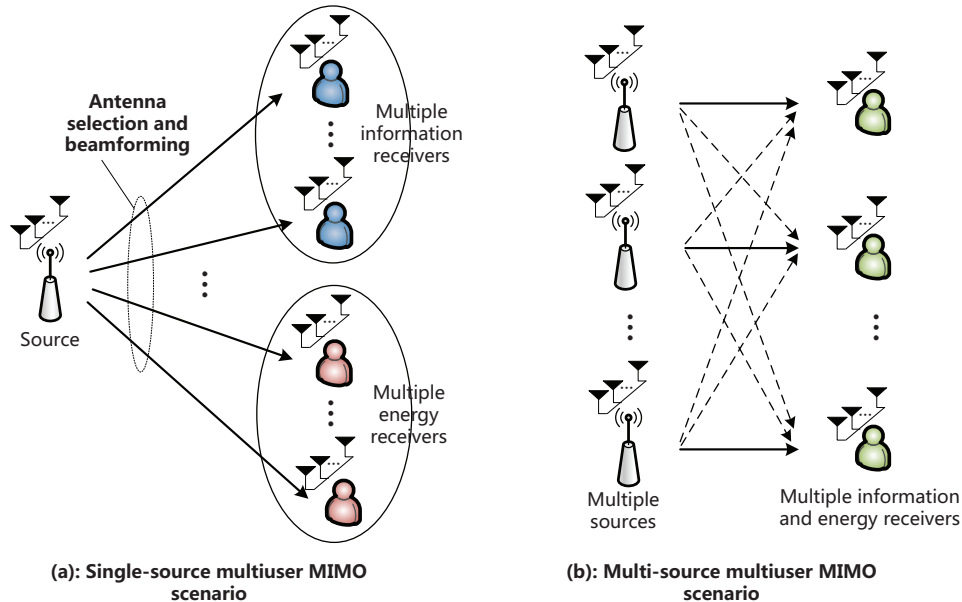 Antenna
selection and
beamforming
Multiple
information
receivers
Source
Multiple
energy
receivers
(a): Single-source multiuser MIMO
scenario
Multiple
sources
Multiple information
and energy receivers
(b): Multi-source multiuser MIMO
scenario